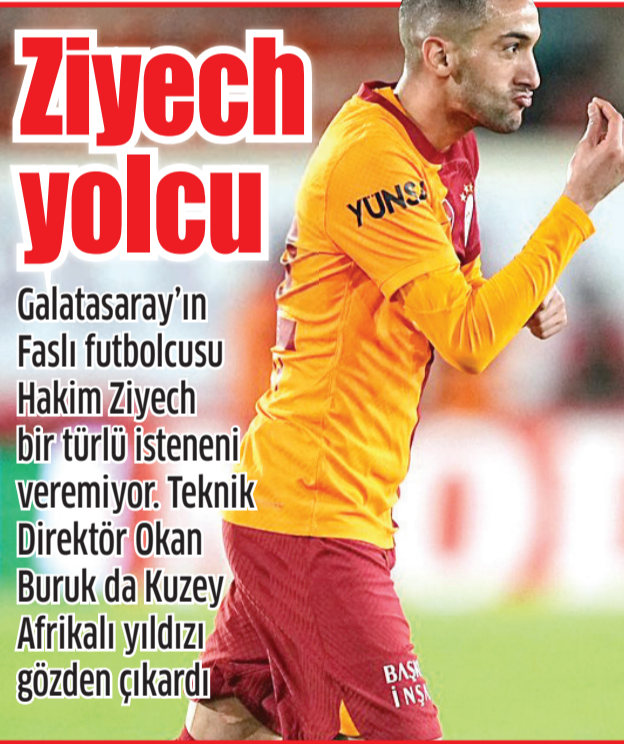 Ziyech
yolcu
Galatasaray’ın
Faslı futbolcusu
Hakim Ziyech
bir türlü isteneni
veremiyor. Teknik
Direktör Okan
Buruk da Kuzey
Afrikalı yıldızı
gözden çıkardı